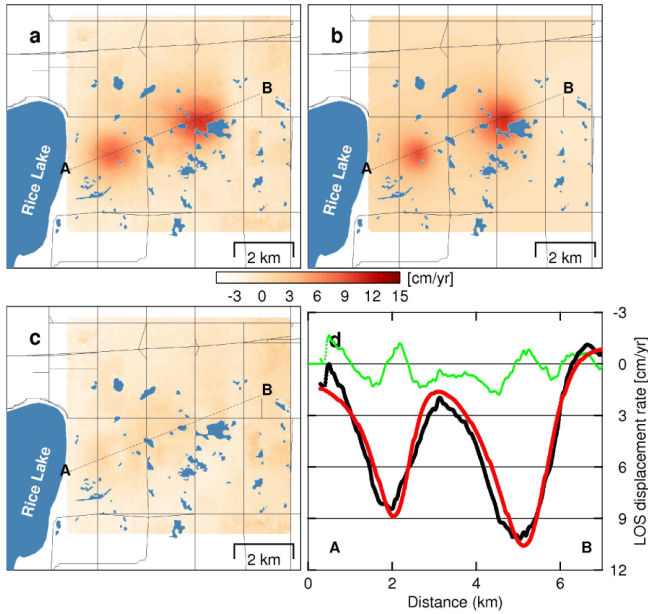 a
b
B
B
A
A
Rice Lake
Rice Lake
2 km
2 km
[cm/yr]
-3 0 3 6 9 12 15
c
d
B
A
Rice Lake
2 km
-3
0
3
6
9
12
LOS displacement rate [cm/yr]
A
B
0 2 4 6
Distance (km)